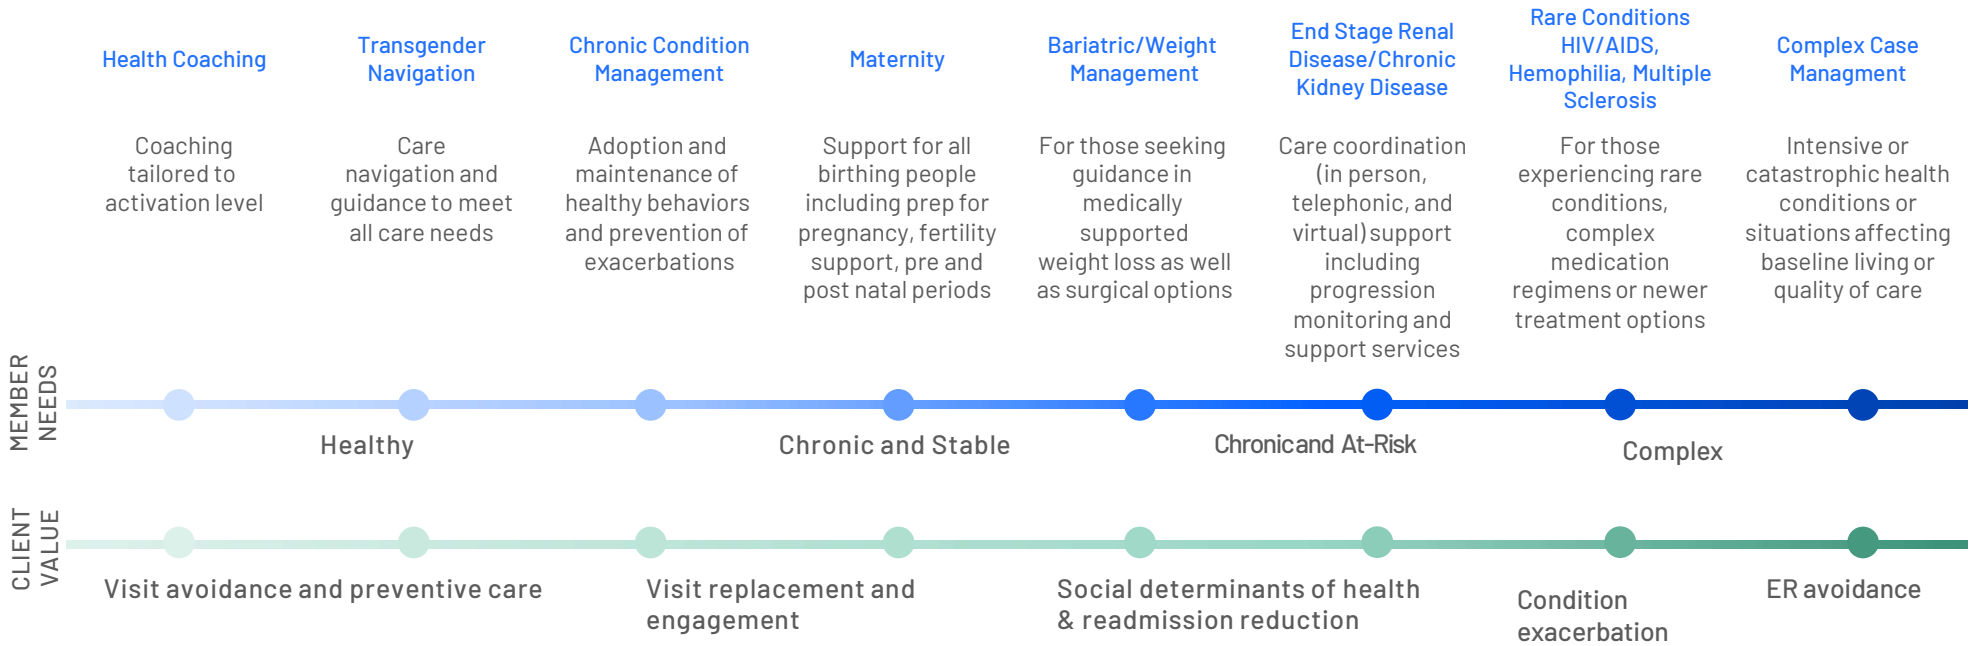 Health Coaching
Coaching
tailored to
activation level
Transgender
Navigation
Care
navigation and
guidance to meet
all care needs
Chronic Condition
Management
Adoption and
maintenance of
healthy behaviors
and prevention of
exacerbations
Maternity
Support for all
birthing people
including prep for
pregnancy, fertility
support, pre and
post natal periods
Bariatric/Weight
Management
For those seeking
guidance in
medically
supported
weight loss as well
as surgical options
End Stage Renal
Disease/Chronic
Kidney Disease
Care coordination
(in person,
telephonic, and
virtual) support
including
progression
monitoring and
support services
Rare Conditions
HIV/AIDS,
Hemophilia, Multiple
Sclerosis
For those
experiencing rare
conditions,
complex
medication
regimens or newer
treatment options
Complex Case
Managment
Intensive or
catastrophic health
conditions or
situations affecting
baseline living or
quality of care
MEMBER
NEEDS
Healthy
Chronic and Stable
Chronicand At-Risk
Complex
CLIENT
VALUE
Visit avoidance and preventive care
Visit replacement and
engagement
Social determinants of health
& readmission reduction
Condition
exacerbation
ER avoidance